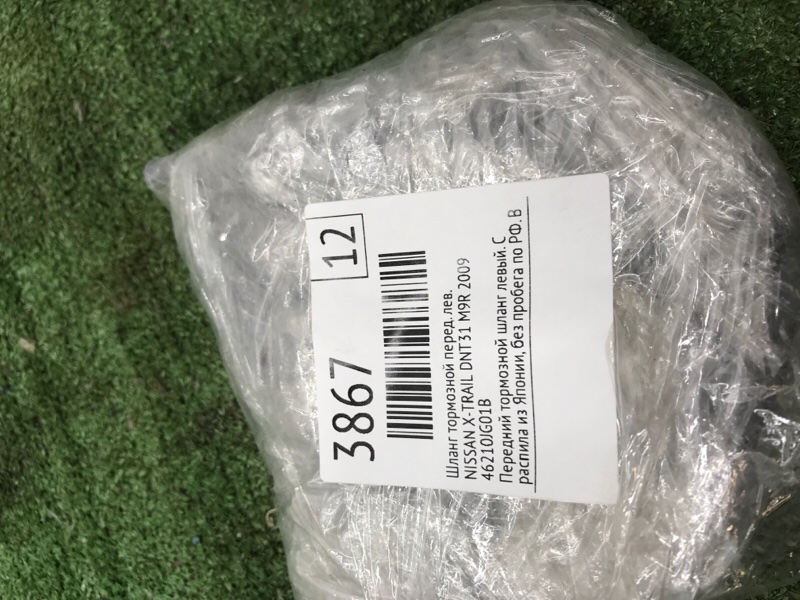 3867 12
Шланг тормозной перед. лев.
NISSAN X-TRAIL DNT31 M9R 2009
46210JG01B
Передний тормозной шланг левый. С
распила из Японии, без пробега по РФ. В